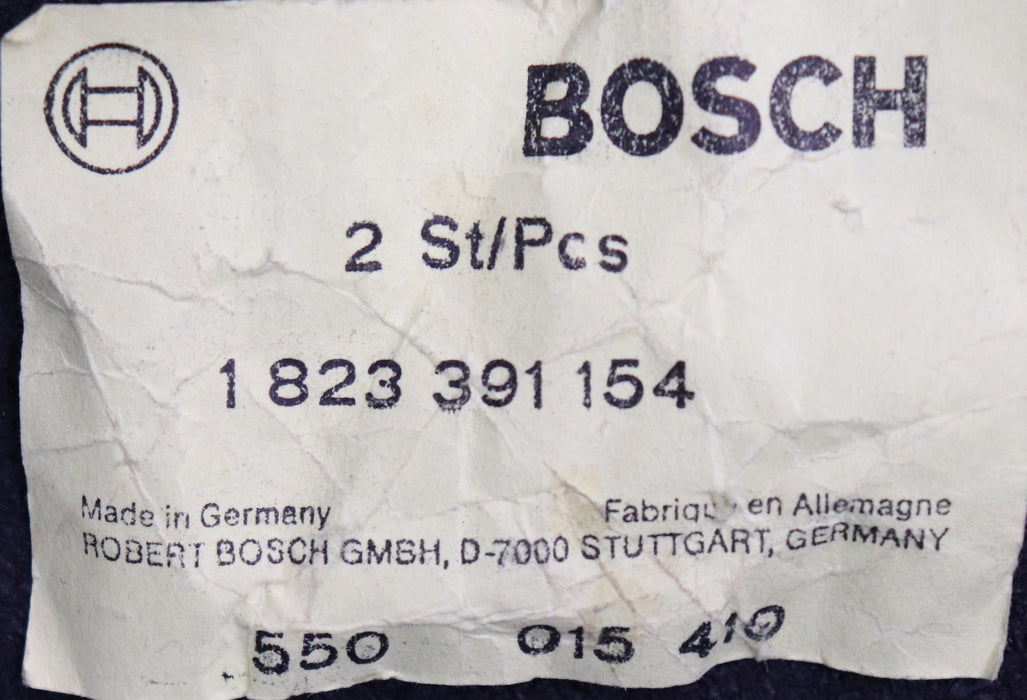 BOSCH
2 St/Pcs
1 823 391 154
Made in Germany Fabriqué en Allemagne
ROBERT BOSCH GMBH, D-7000 STUTTGART, GERMANY
550 015 410